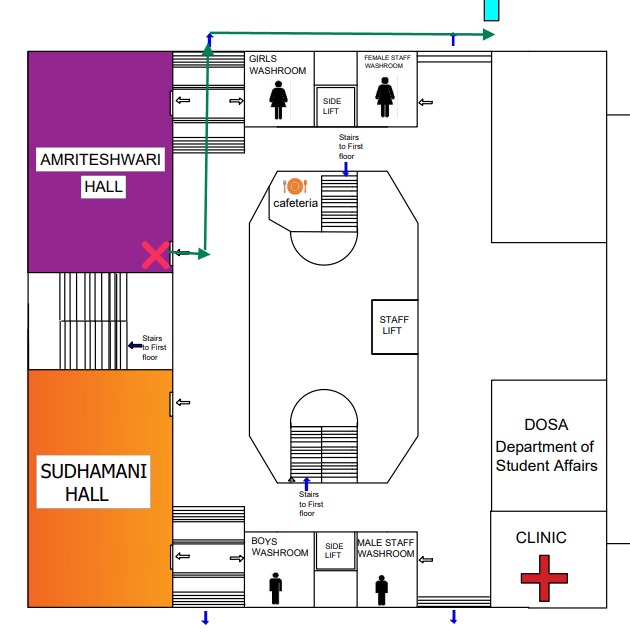 GIRLS
WASHROOM
FEMALE STAFF
WASHROOM
SIDE
LIFT
AMRITESHWARI
HALL
Stairs
to First
floor
cafeteria
STAFF
LIFT
Stairs
to First
floor
SUDHAMANI
HALL
DOSA
Department of
Student Affairs
Stairs
to First
floor
BOYS
WASHROOM
SIDE
LIFT
MALE STAFF
WASHROOM
CLINIC